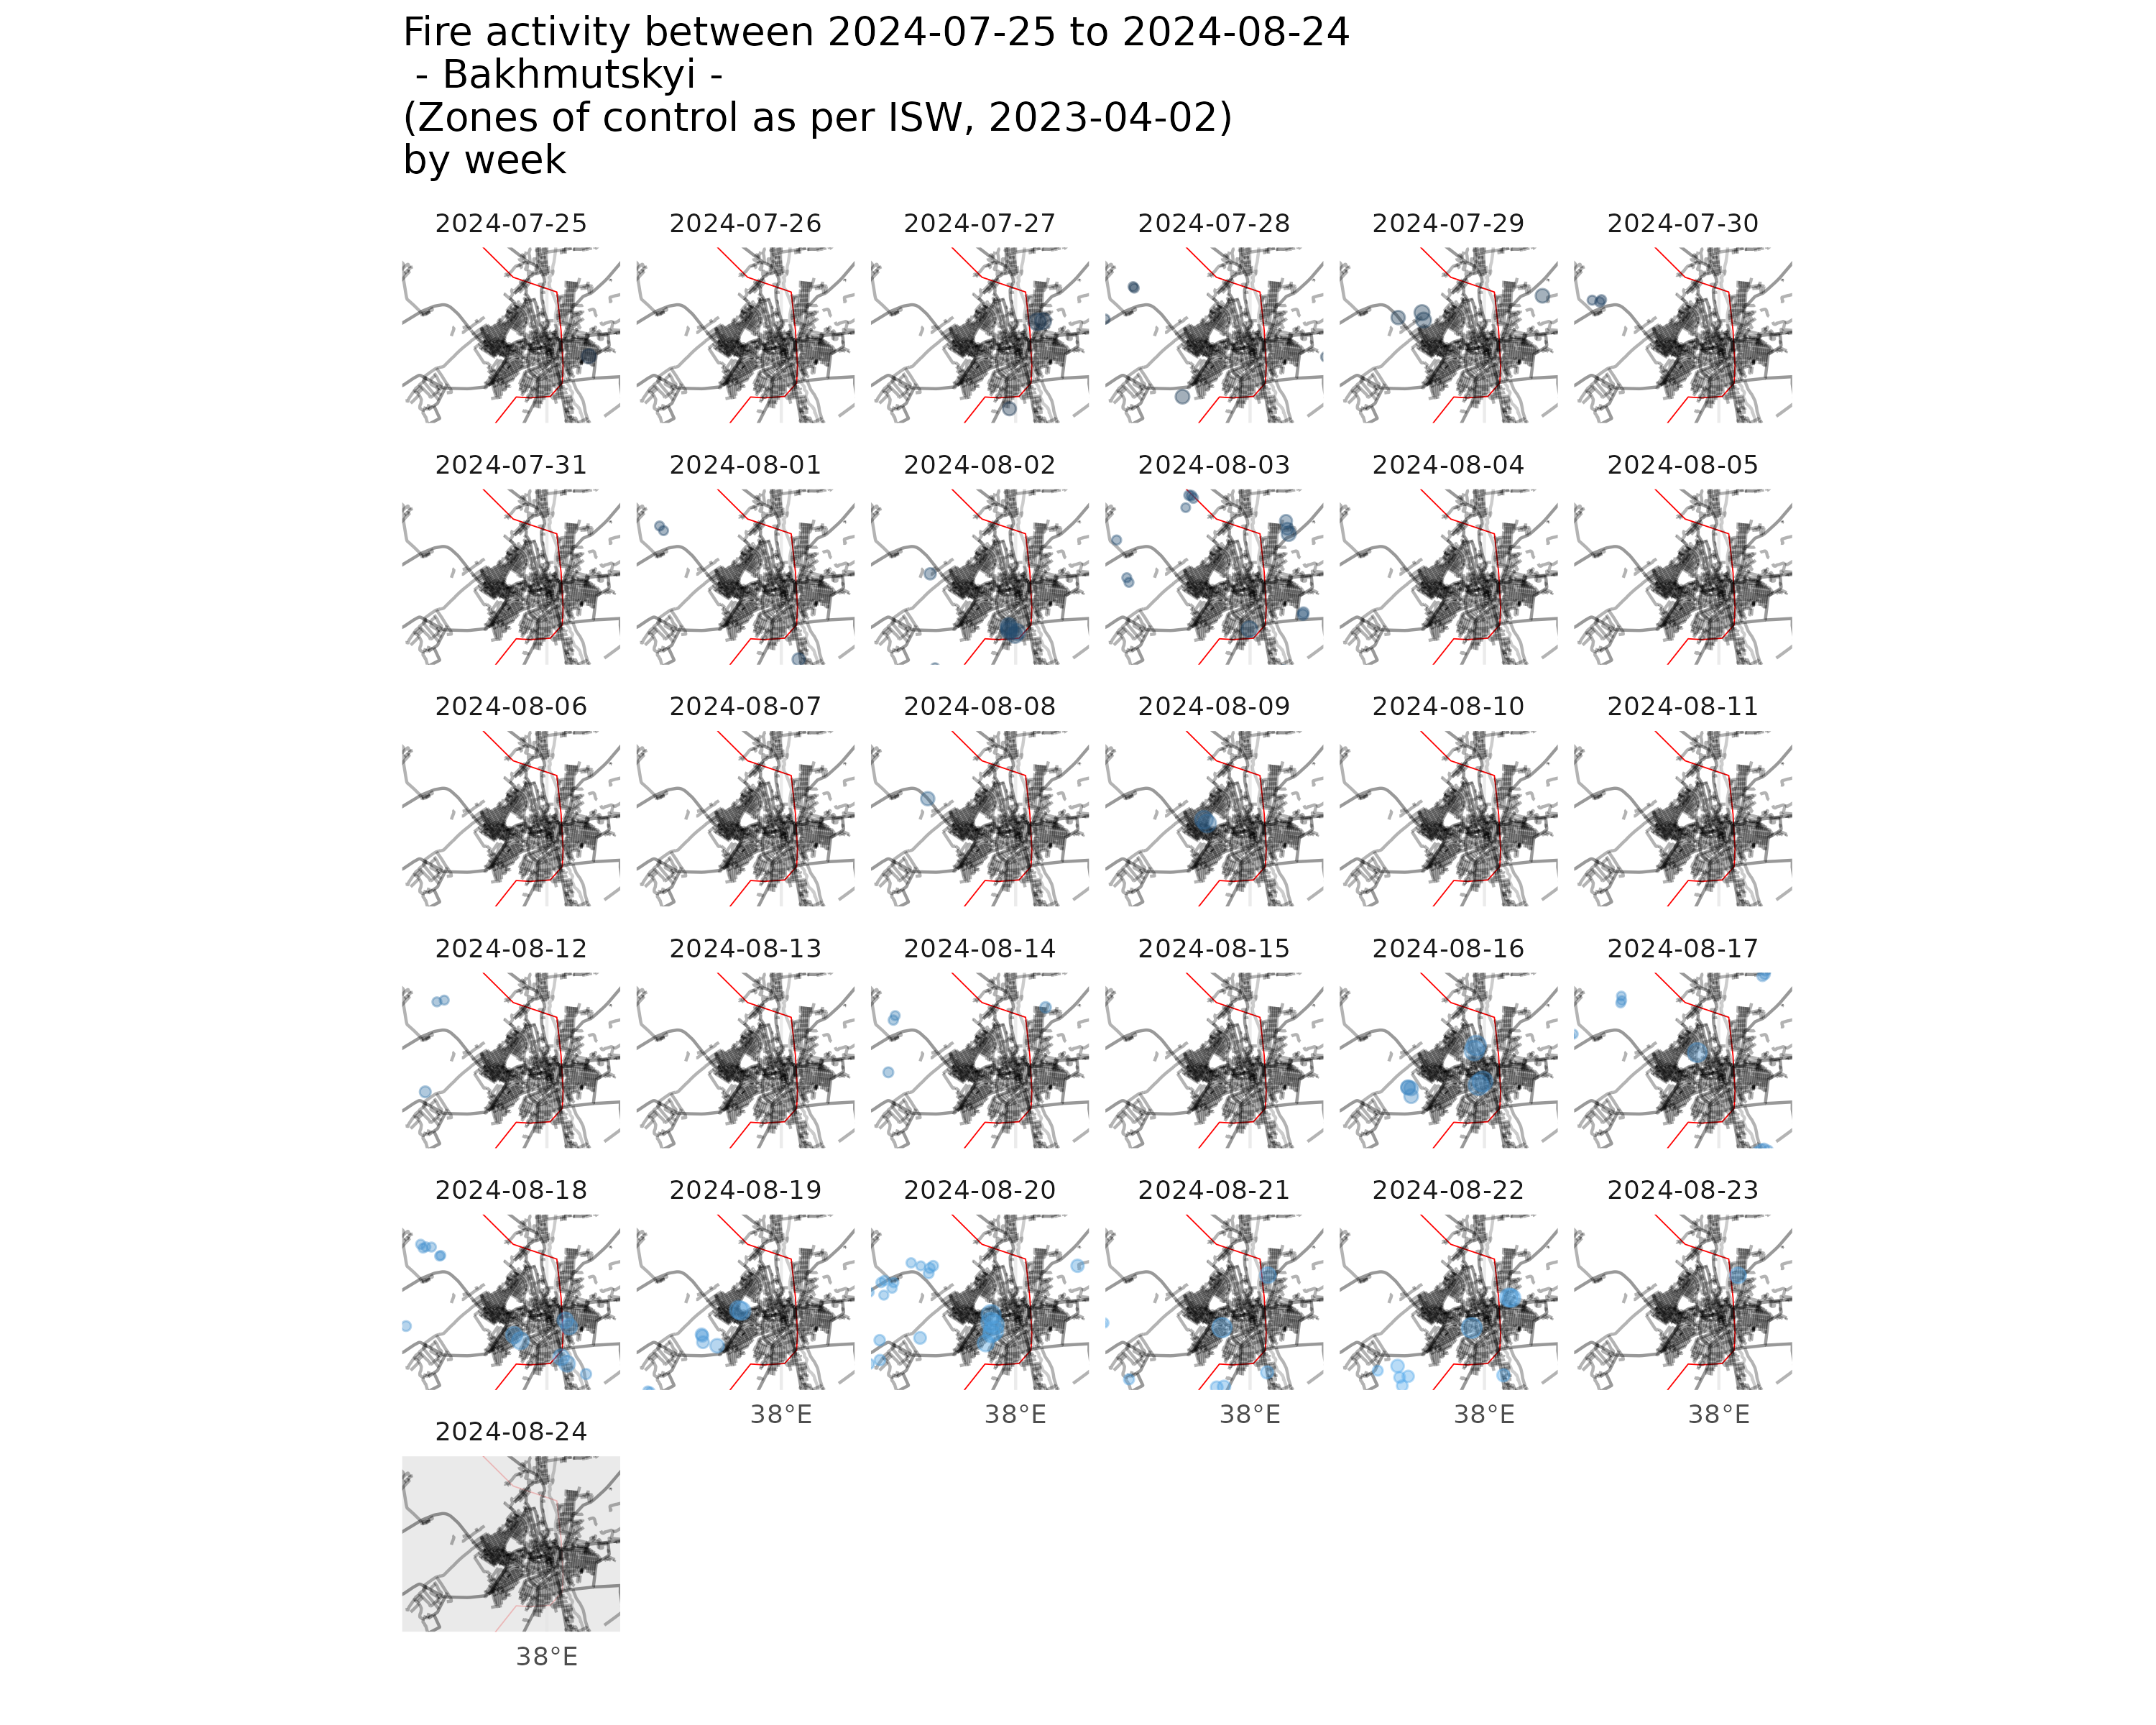 Fire activity between 2024-07-25 to 2024-08-24
- Bakhmutskyi -
(Zones of control as per ISW, 2023-04-02)
by week
2024-07-25 2024-07-26 2024-07-27 2024-07-28 2024-07-29 2024-07-30
2024-07-31 2024-08-01 2024-08-02 2024-08-03 2024-08-04 2024-08-05
2024-08-06 2024-08-07 2024-08-08 2024-08-09 2024-08-10 2024-08-11
2024-08-12 2024-08-13 2024-08-14 2024-08-15 2024-08-16 2024-08-17
2024-08-18 2024-08-19 2024-08-20 2024-08-21 2024-08-22 2024-08-23
38°E 38°E 38°E 38°E 38°E
2024-08-24
38°E